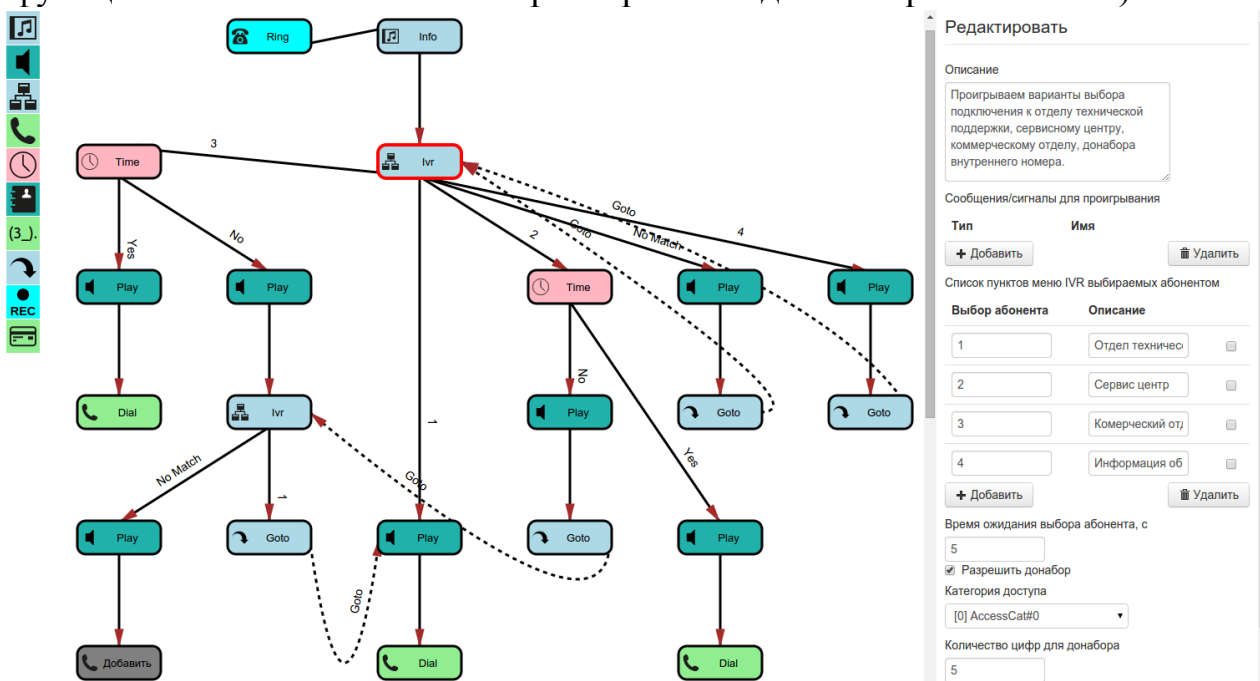 Ring
Info
3
Time
Ivr
Goto
Goto
4
No Match
2
No
Yes
Play
Play
Time
Play
Play
No
Dial
Ivr
1
Play
Goto
Goto
No Match
1
Goto
Yes
Play
Goto
Play
Goto
Play
Goto
Добавить
Dial
Dial
(3_).
REC
Редактировать
Описание
Проигрываем варианты выбора
подключения к отделу технической
поддержки, сервисному центру,
коммерческому отделу, донабора
внутреннего номера.
Сообщения/сигналы для проигрывания
Тип Имя
+ Добавить Удалить
Список пунктов меню IVR выбираемых абонентом
Выбор абонента Описание
1 Отдел техничесс
2 Сервис центр
3 Комерческий отд
4 Информация об
+ Добавить Удалить
Время ожидания выбора абонента, с
5
Разрешить донабор
Категория доступа
[0] AccessCat#0
Количество цифр для донабора
5